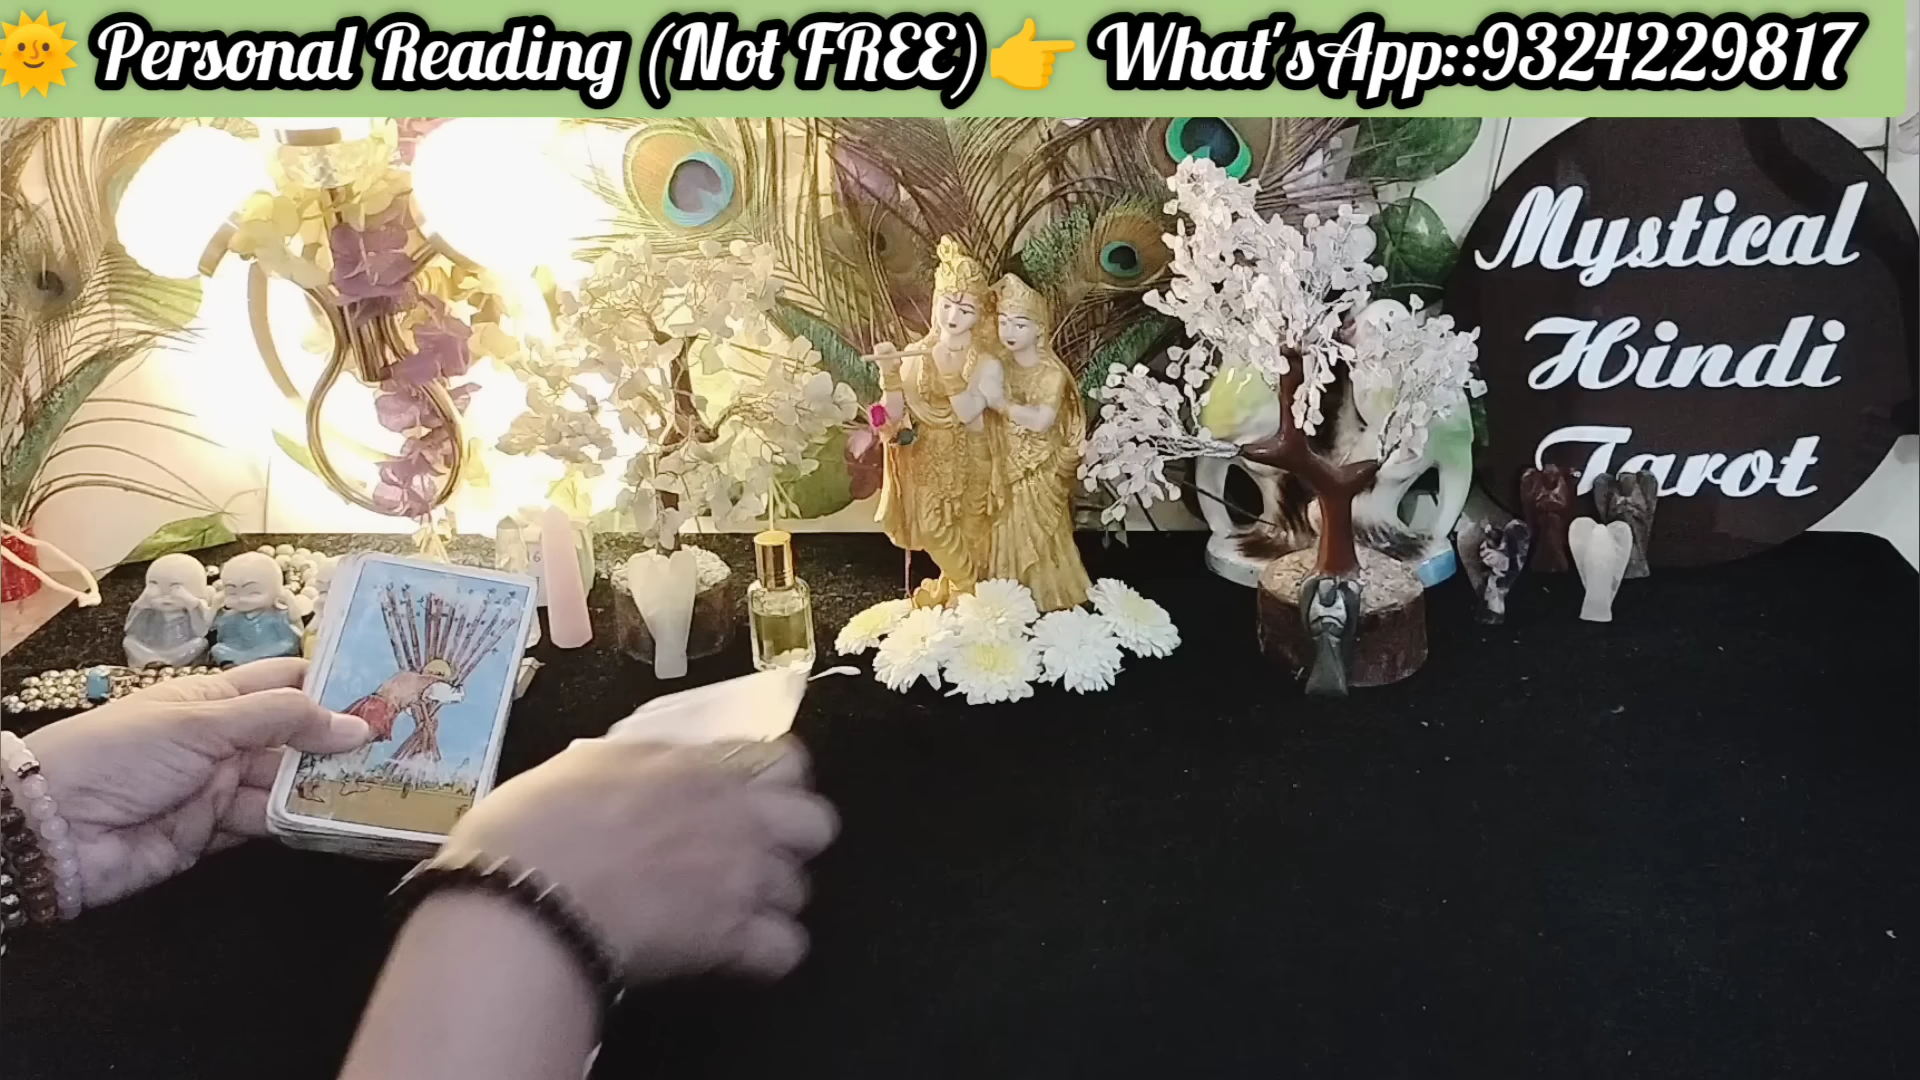 Personal Reading (Not FREE) What'sApp::9324229817
Mystical
Hindi
Tarot